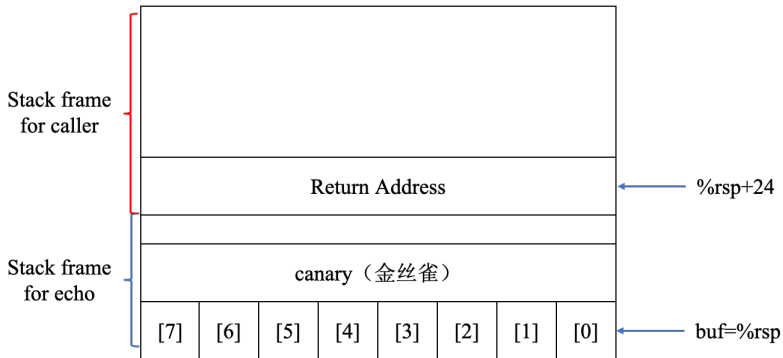 Stack frame
for caller
Return Address
%rsp+24
Stack frame
for echo
canary（金丝雀）
[7] [6] [5] [4] [3] [2] [1] [0]
buf=%rsp